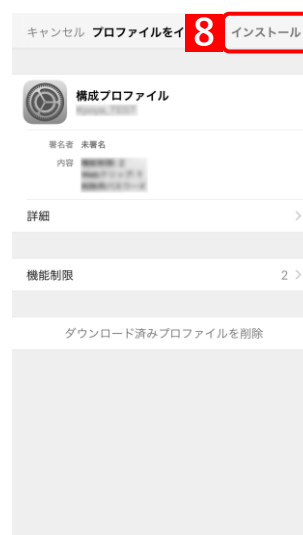 キャンセル プロファイルをイ 8 インストール
構成プロファイル
署名者 未署名
内容
詳細
機能制限 2
ダウンロード済みプロファイルを削除